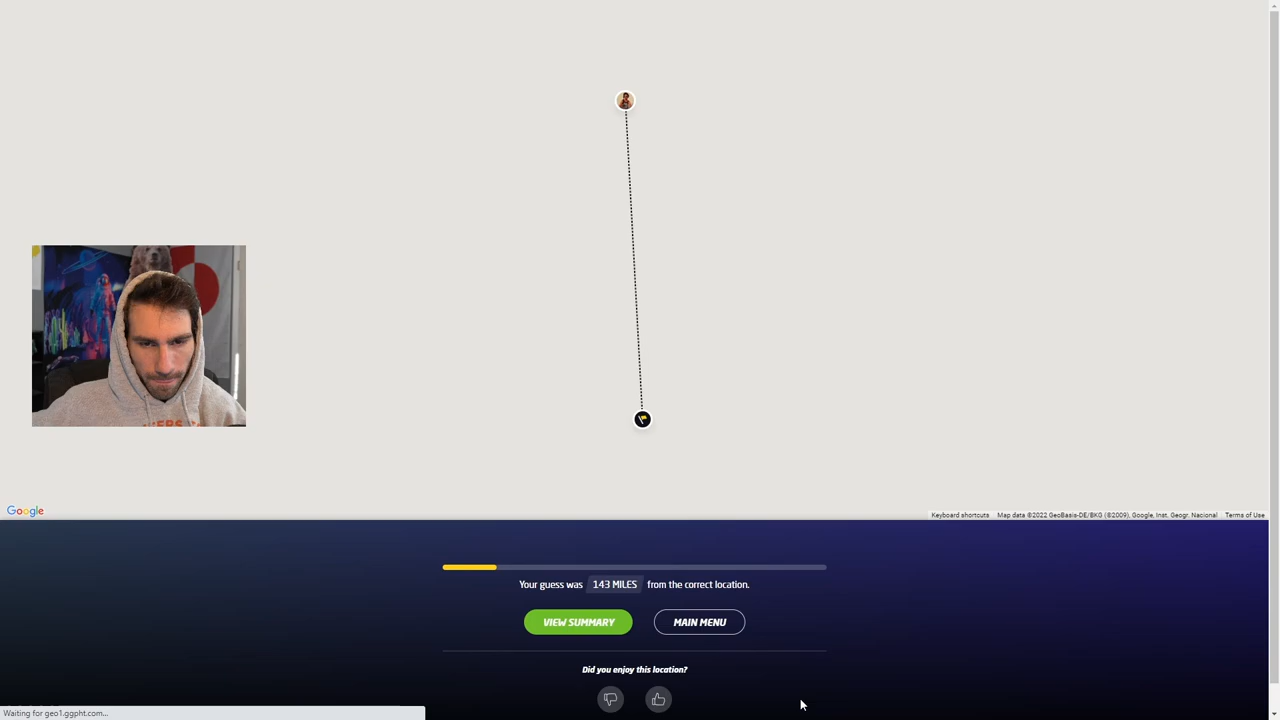 Google
Keyboard shortcuts Map data ©2022 GeoBasis-DE/BKG (©2009), Google, Inst. Geogr. Nacional Terms of Use
Your guess was 143 MILES from the correct location.
VIEW SUMMARY MAIN MENU
Did you enjoy this location?
Waiting for geo1.ggpht.com...